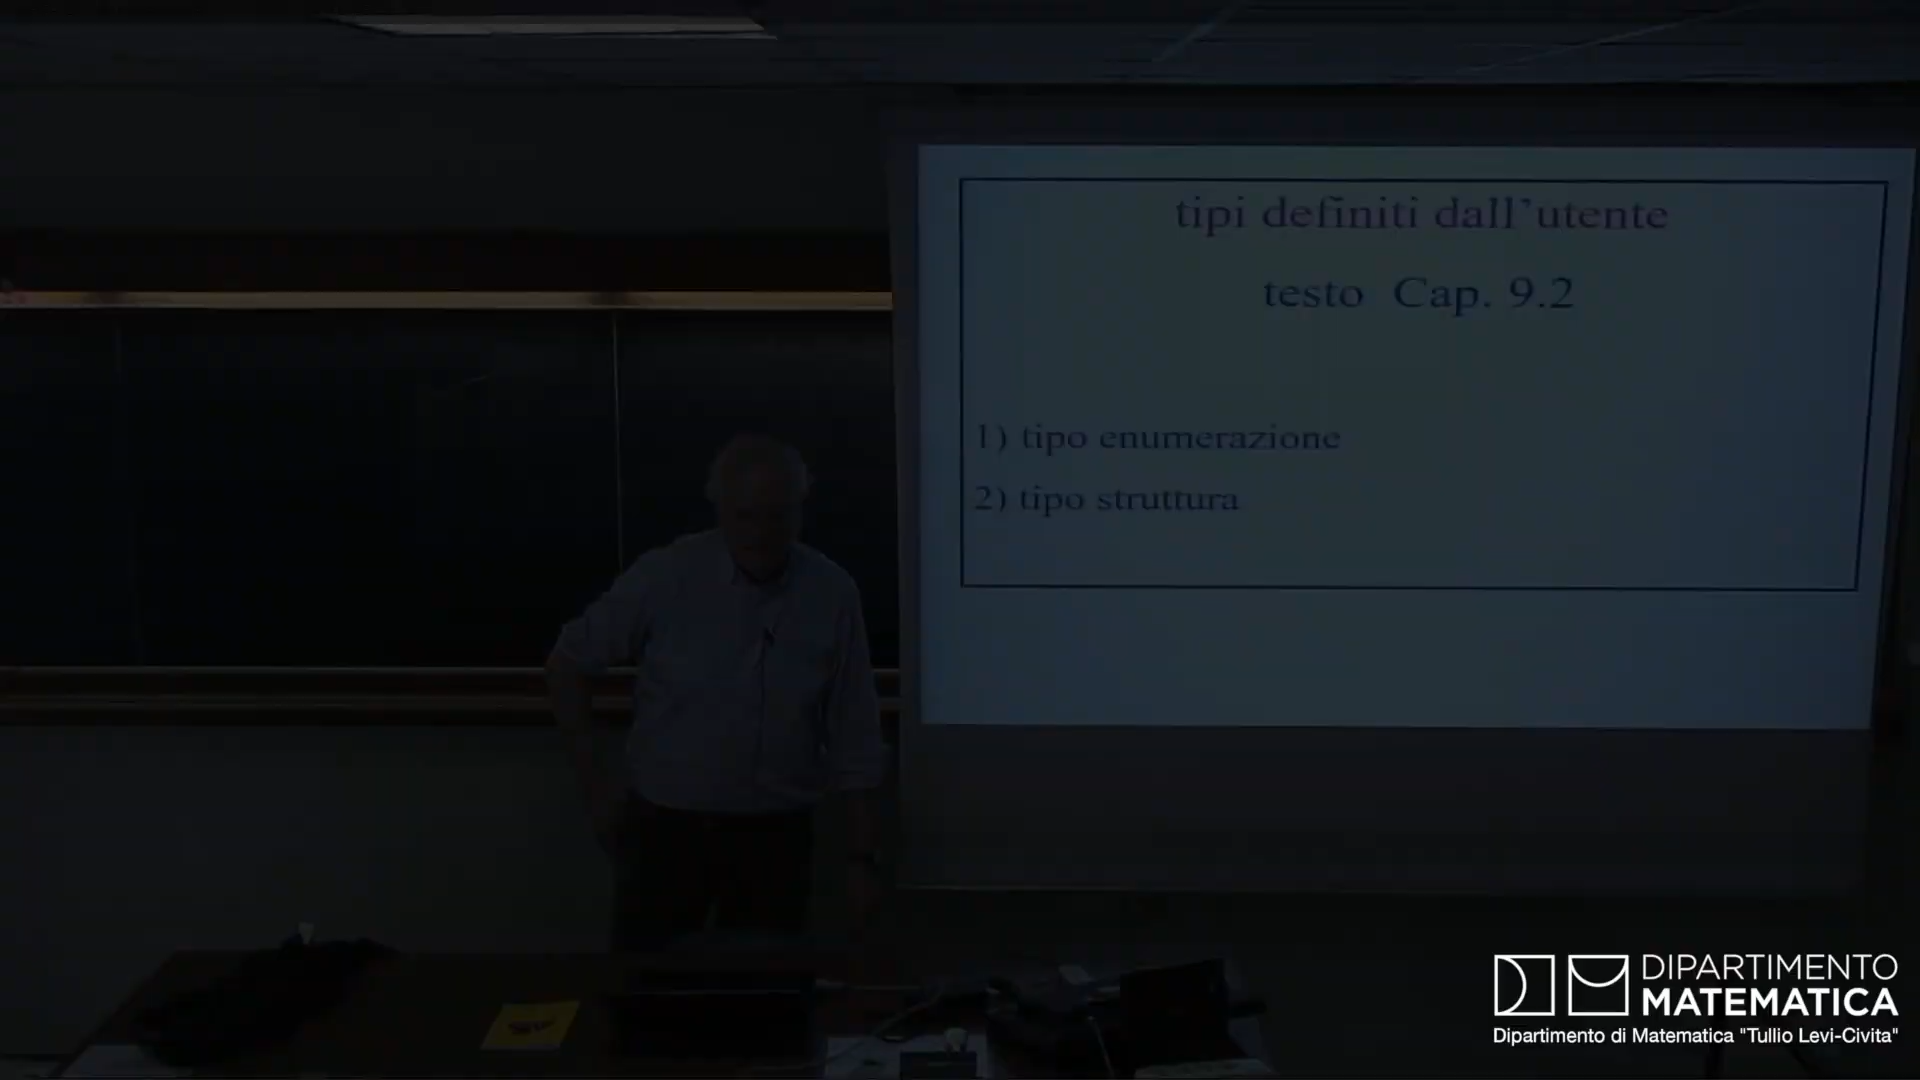 tipi definiti dall'utente
testo Cap. 9.2
1) tipo enumerazione
2) tipo struttura
DIPARTIMENTO
MATEMATICA
Dipartimento di Matematica "Tullio Levi-Civita"